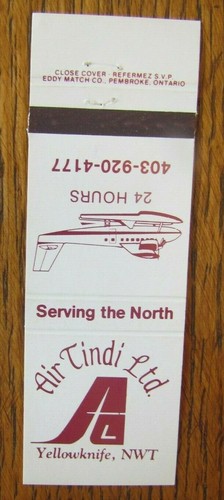 CLOSE COVER - REFERMEZ S.V.P.
EDDY MATCH CO., PEMBROKE, ONTARIO
403-920-4177
24 HOURS
Serving the North
Air Tindi Ltd.
Yellowknife, NWT